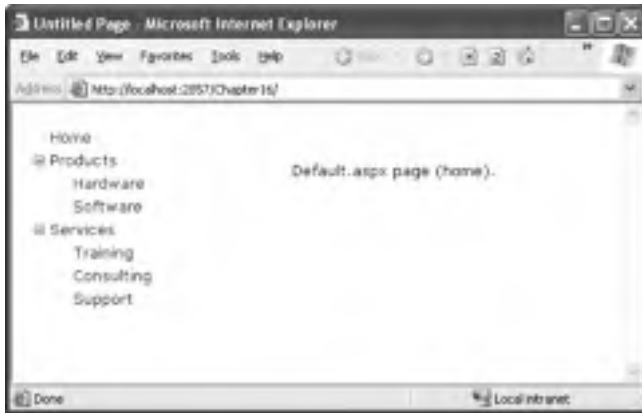 Untitled Page - Microsoft Internet Explorer
File Edit View Favorites Tools Help
Address http://localhost:2857/Chapter16/
Home
Products
Hardware
Software
Services
Training
Consulting
Support
Default.aspx page (home).
Done
Local intranet